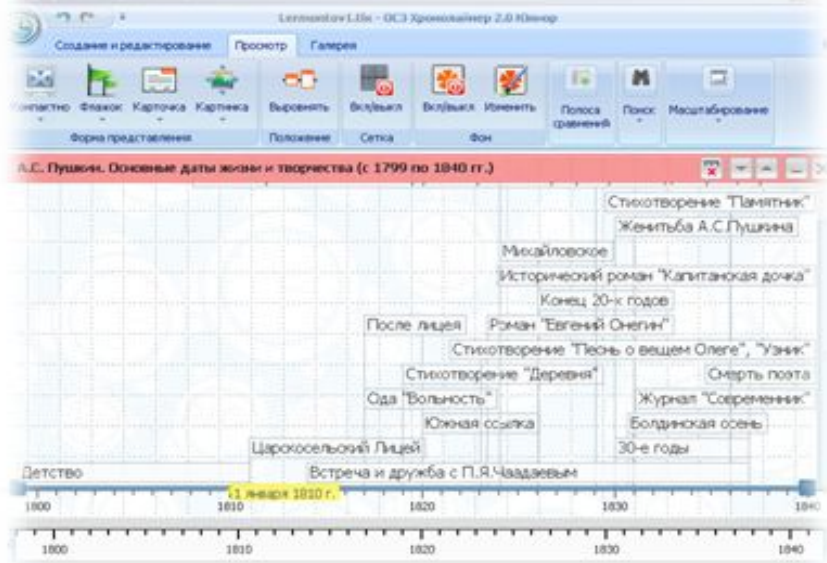 Lermontov1.tlx - ОСЗ Хронолайнер 2.0 Юниор
Создание и редактирование Просмотр Галерея
Компактно Флажок Карточка Картинка Выровнять Вкл/выкл Вкл/выкл Изменить Полоса сравнений Поиск Масштабирование
Форма представления Положение Сетка Фон
А.С. Пушкин. Основные даты жизни и творчества (с 1799 по 1840 гг.)
Стихотворение "Памятник"
Женитьба А.С.Пушкина
Михайловское
Исторический роман "Капитанская дочка"
Конец 20-х годов
После лицея Роман "Евгений Онегин"
Стихотворение "Песнь о вещем Олеге", "Узник"
Стихотворение "Деревня" Смерть поэта
Ода "Вольность" Журнал "Современник"
Южная ссылка Болдинская осень
Царскосельский Лицей 30-е годы
Детство Встреча и дружба с П.Я.Чаадаевым
1 января 1810 г.
1800 1810 1820 1830 1840
1800 1810 1820 1830 1840